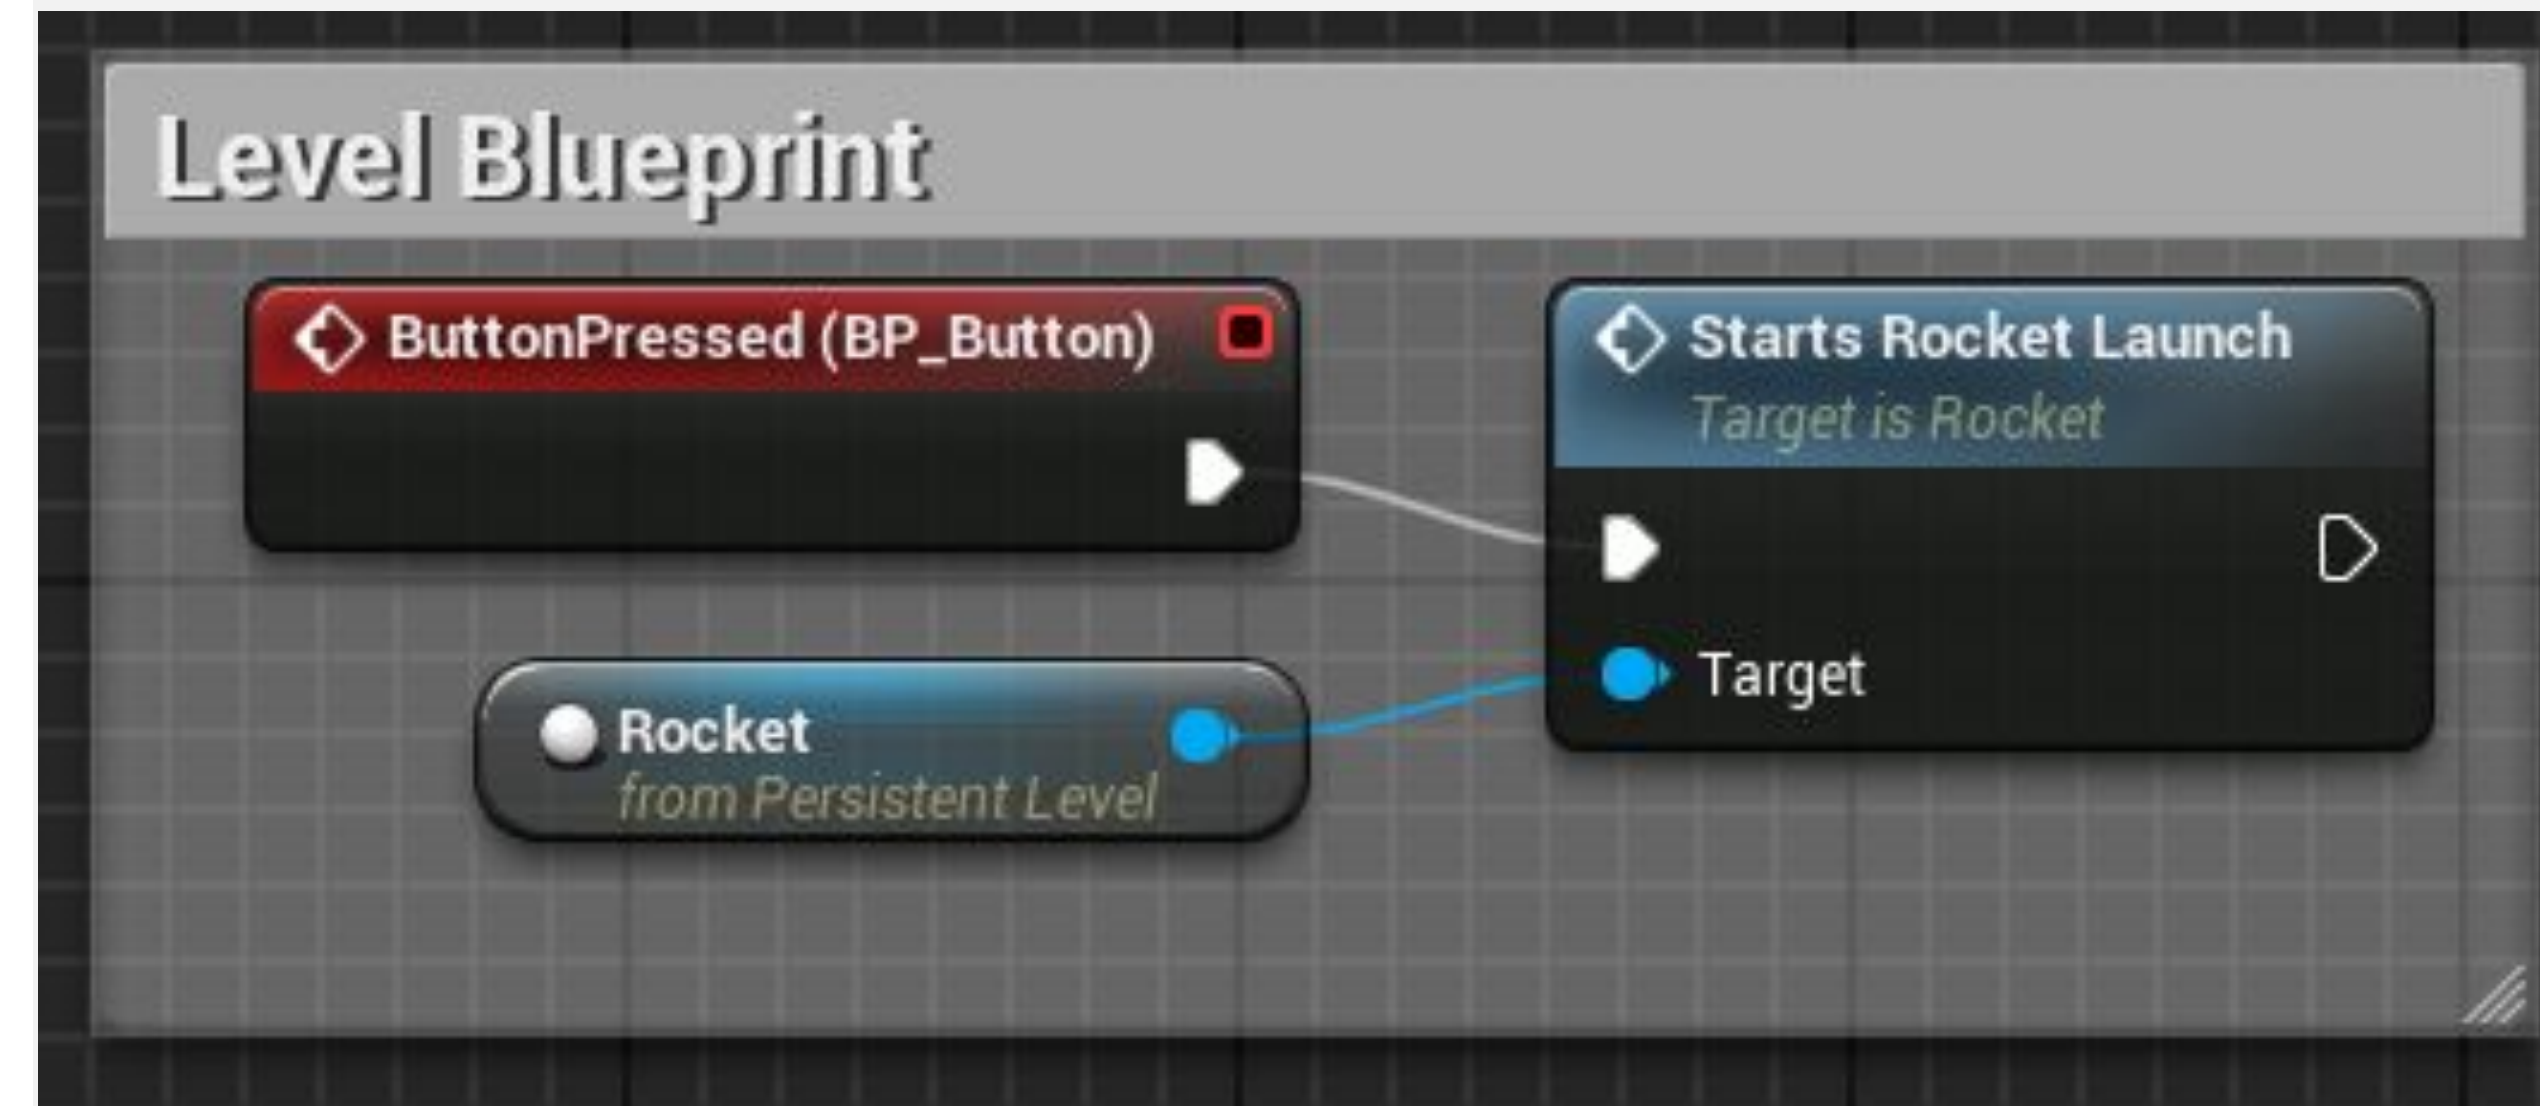 Level Blueprint
ButtonPressed (BP_Button)
Starts Rocket Launch
Target is Rocket
Target
Rocket
from Persistent Level